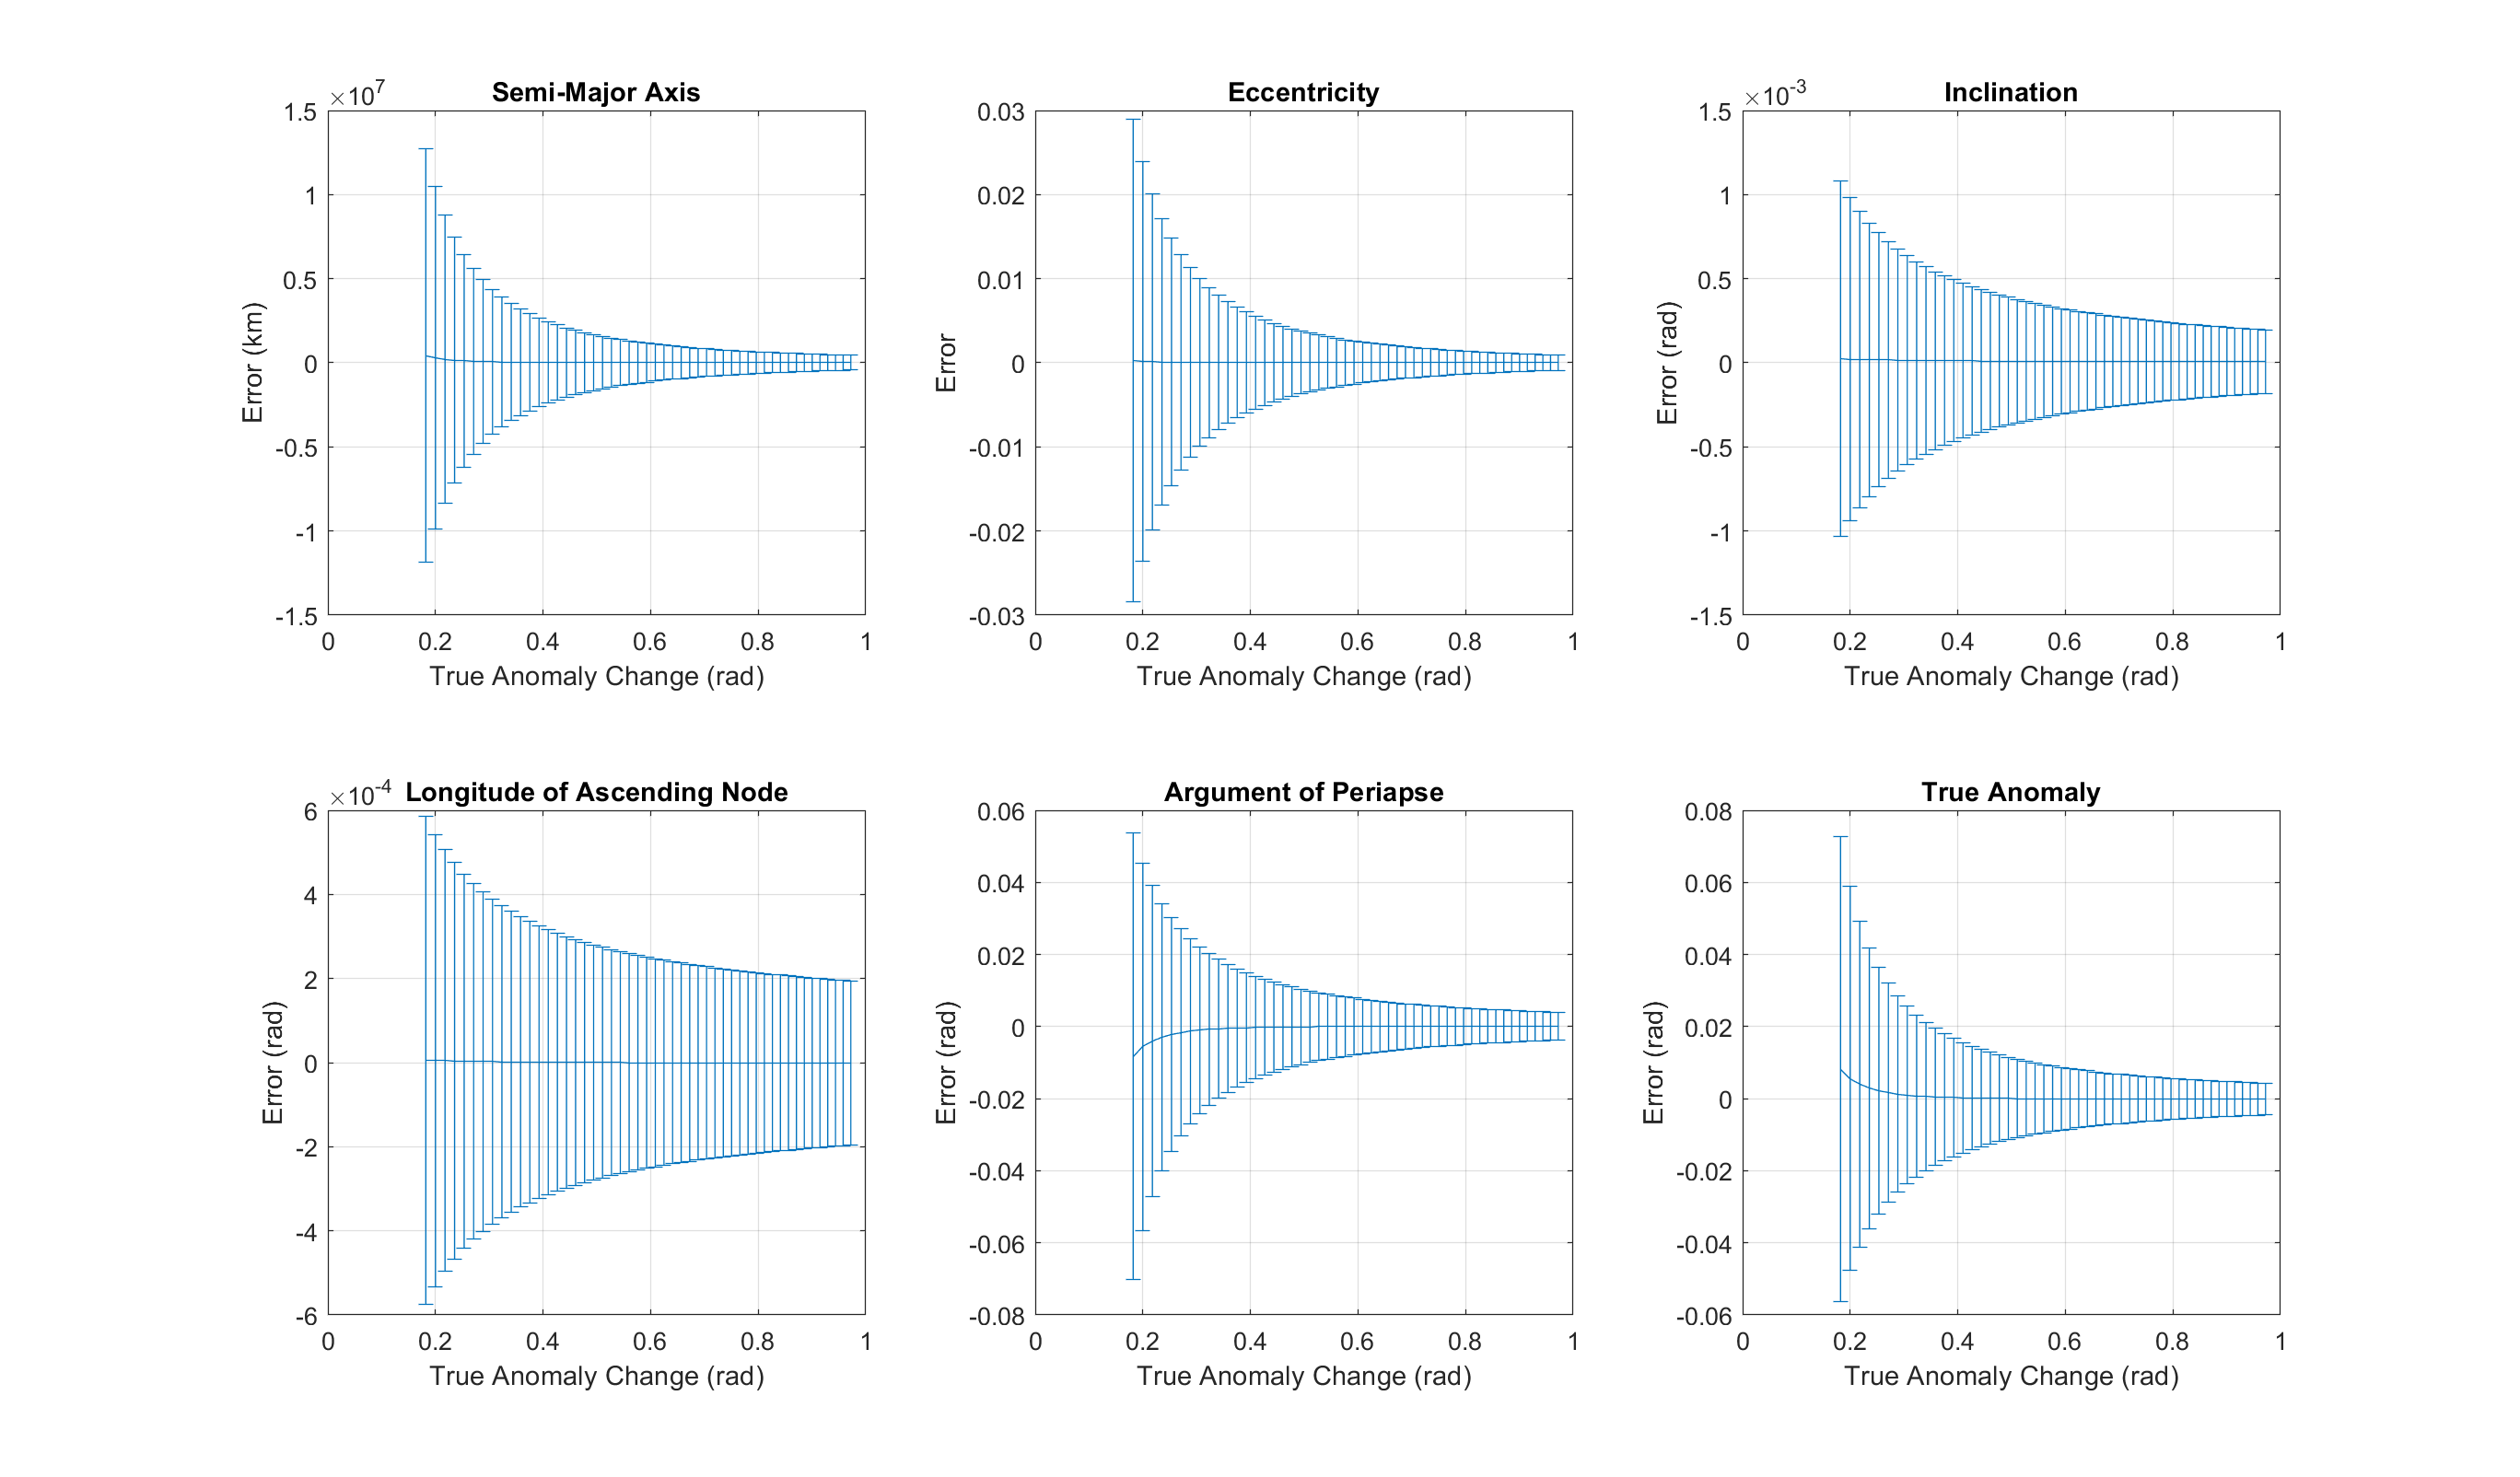 Semi-Major Axis
×10^7
1.5
1
0.5
0
-0.5
-1
-1.5
Error (km)
0 0.2 0.4 0.6 0.8 1
True Anomaly Change (rad)
Eccentricity
0.03
0.02
0.01
0
-0.01
-0.02
-0.03
Error
0 0.2 0.4 0.6 0.8 1
True Anomaly Change (rad)
Inclination
×10^-3
1.5
1
0.5
0
-0.5
-1
-1.5
Error (rad)
0 0.2 0.4 0.6 0.8 1
True Anomaly Change (rad)
×10^-4 Longitude of Ascending Node
6
4
2
0
-2
-4
-6
Error (rad)
0 0.2 0.4 0.6 0.8 1
True Anomaly Change (rad)
Argument of Periapse
0.06
0.04
0.02
0
-0.02
-0.04
-0.06
-0.08
Error (rad)
0 0.2 0.4 0.6 0.8 1
True Anomaly Change (rad)
True Anomaly
0.08
0.06
0.04
0.02
0
-0.02
-0.04
-0.06
Error (rad)
0 0.2 0.4 0.6 0.8 1
True Anomaly Change (rad)